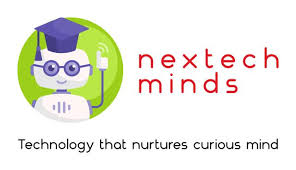 nextech
minds
Technology that nurtures curious mind